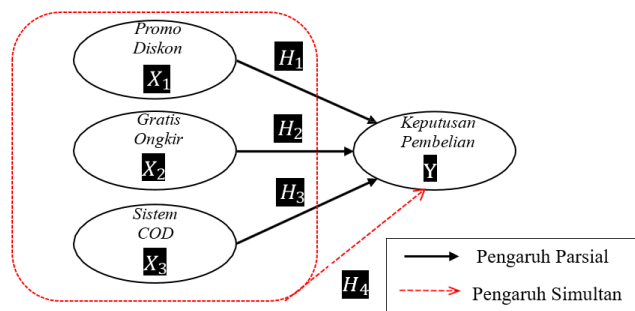 Promo
Diskon
X₁
H₁
Gratis
Ongkir
X₂
H₂
Keputusan
Pembelian
Y
Sistem
COD
X₃
H₃
H₄
Pengaruh Parsial
Pengaruh Simultan